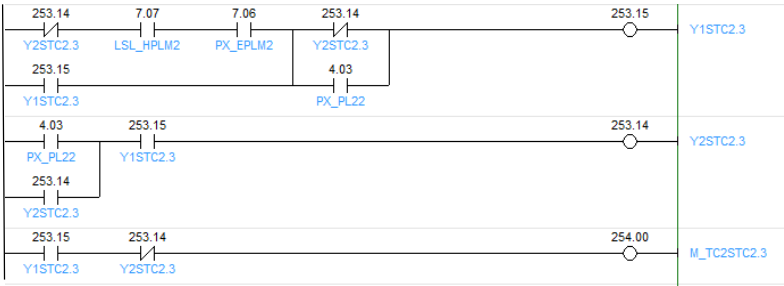 253.14 7.07 7.06 253.14 253.15
Y2STC2.3 LSL_HPLM2 PX_EPLM2 Y2STC2.3 Y1STC2.3
253.15 4.03
Y1STC2.3 PX_PL22
4.03 253.15 253.14
PX_PL22 Y1STC2.3 Y2STC2.3
253.14
Y2STC2.3
253.15 253.14 254.00
Y1STC2.3 Y2STC2.3 M_TC2STC2.3